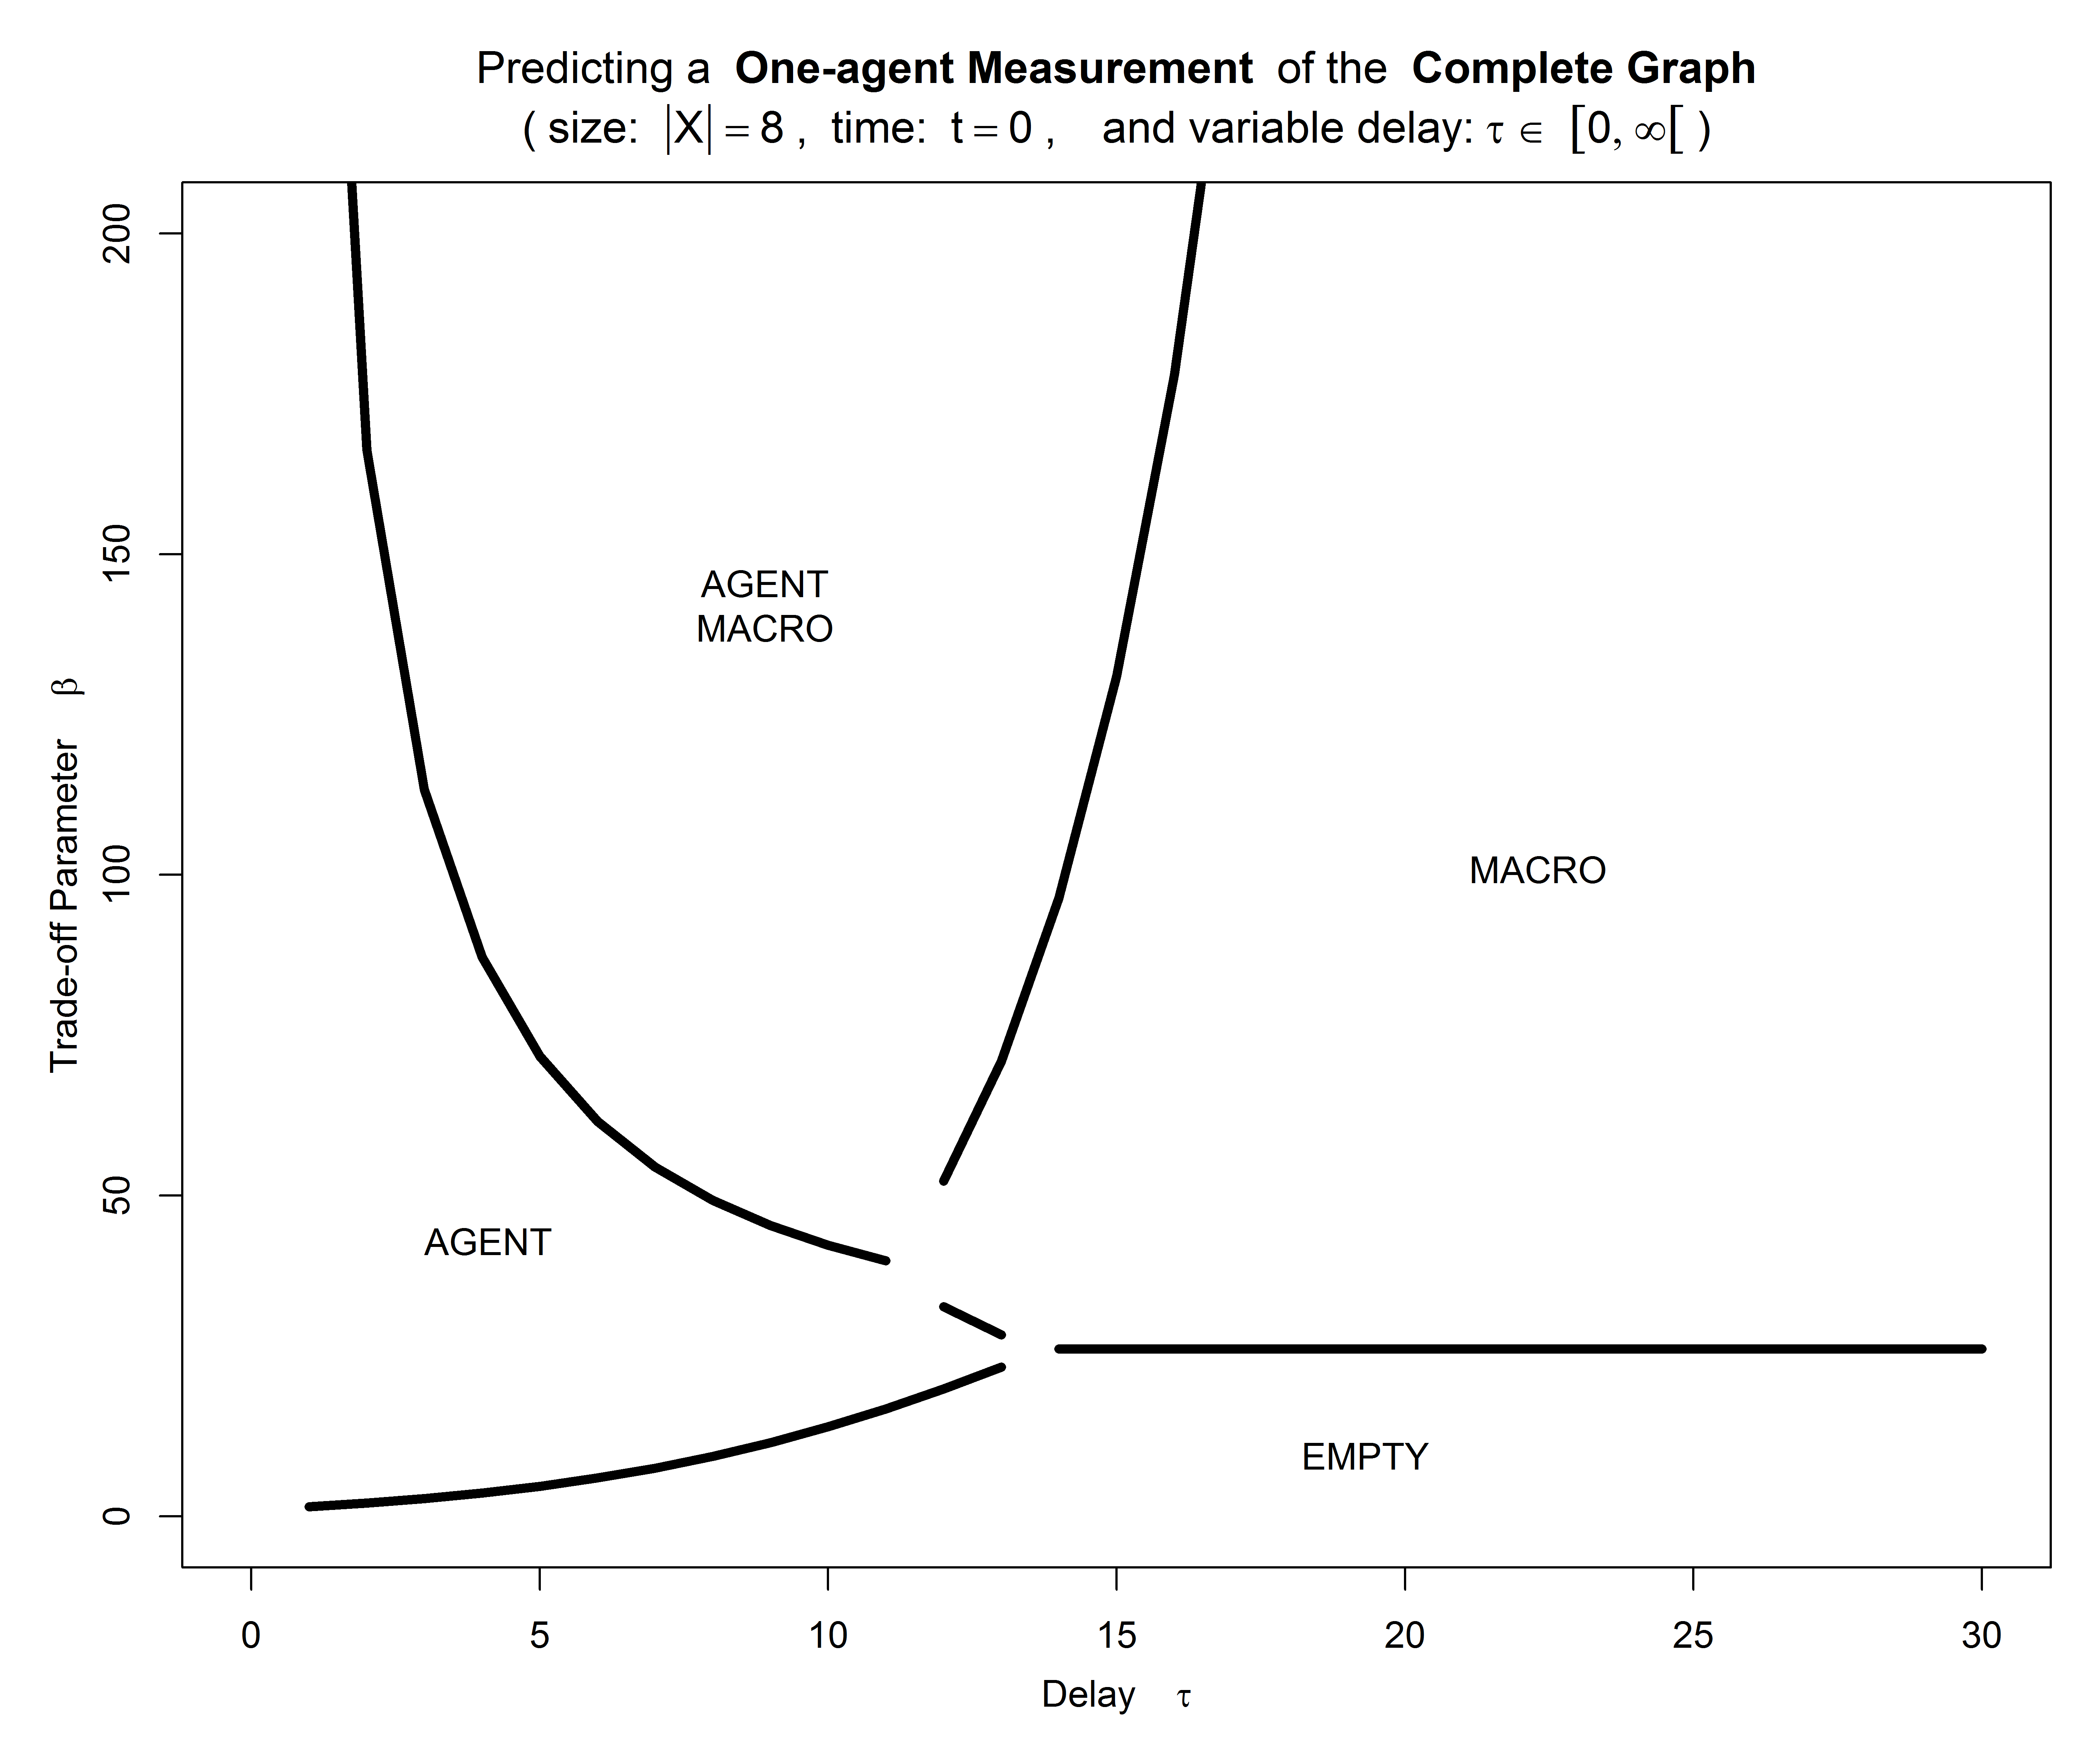 Predicting a One-agent Measurement of the Complete Graph
( size: |X| = 8 , time: t = 0 , and variable delay: τ ∈ [0, ∞[ )
200
150
100
50
0
Trade-off Parameter β
AGENT
MACRO
MACRO
AGENT
EMPTY
0 5 10 15 20 25 30
Delay τ